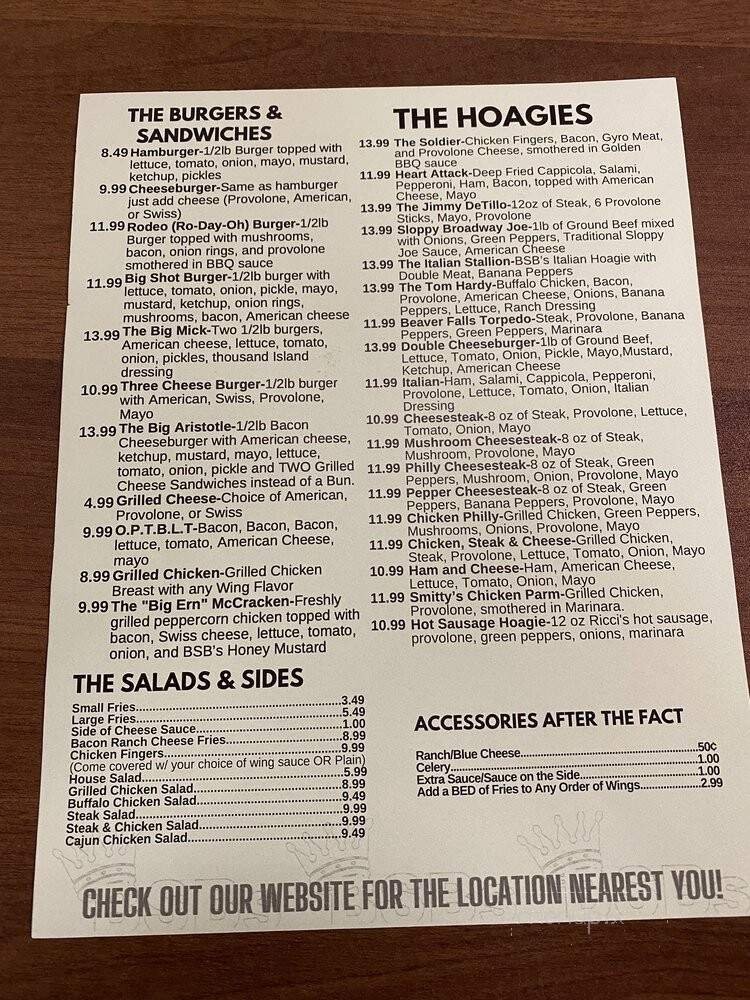 THE BURGERS &
SANDWICHES
8.49 Hamburger-1/2lb Burger topped with
lettuce, tomato, onion, mayo, mustard,
ketchup, pickles
9.99 Cheeseburger-Same as hamburger
just add cheese (Provolone, American,
or Swiss)
11.99 Rodeo (Ro-Day-Oh) Burger-1/2lb
Burger topped with mushrooms,
bacon, onion rings, and provolone
smothered in BBQ sauce
11.99 Big Shot Burger-1/2lb burger with
lettuce, tomato, onion, pickle, mayo,
mustard, ketchup, onion rings,
mushrooms, bacon, American cheese
13.99 The Big Mick-Two 1/2lb burgers,
American cheese, lettuce, tomato,
onion, pickles, thousand Island
dressing
10.99 Three Cheese Burger-1/2lb burger
with American, Swiss, Provolone,
Mayo
13.99 The Big Aristotle-1/2lb Bacon
Cheeseburger with American cheese,
ketchup, mustard, mayo, lettuce,
tomato, onion, pickle and TWO Grilled
Cheese Sandwiches instead of a Bun.
4.99 Grilled Cheese-Choice of American,
Provolone, or Swiss
9.99 O.P.T.B.L.T-Bacon, Bacon, Bacon,
lettuce, tomato, American Cheese,
mayo
8.99 Grilled Chicken-Grilled Chicken
Breast with any Wing Flavor
9.99 The "Big Ern" McCracken-Freshly
grilled peppercorn chicken topped with
bacon, Swiss cheese, lettuce, tomato,
onion, and BSB's Honey Mustard
THE HOAGIES
13.99 The Soldier-Chicken Fingers, Bacon, Gyro Meat,
and Provolone Cheese, smothered in Golden
BBQ sauce
11.99 Heart Attack-Deep Fried Cappicola, Salami,
Pepperoni, Ham, Bacon, topped with American
Cheese, Mayo
13.99 The Jimmy DeTillo-12oz of Steak, 6 Provolone
Sticks, Mayo, Provolone
13.99 Sloppy Broadway Joe-1lb of Ground Beef mixed
with Onions, Green Peppers, Traditional Sloppy
Joe Sauce, American Cheese
13.99 The Italian Stallion-BSB's Italian Hoagie with
Double Meat, Banana Peppers
13.99 The Tom Hardy-Buffalo Chicken, Bacon,
Provolone, American Cheese, Onions, Banana
Peppers, Lettuce, Ranch Dressing
11.99 Beaver Falls Torpedo-Steak, Provolone, Banana
Peppers, Green Peppers, Marinara
13.99 Double Cheeseburger-1lb of Ground Beef,
Lettuce, Tomato, Onion, Pickle, Mayo,Mustard,
Ketchup, American Cheese
11.99 Italian-Ham, Salami, Cappicola, Pepperoni,
Provolone, Lettuce, Tomato, Onion, Italian
Dressing
10.99 Cheesesteak-8 oz of Steak, Provolone, Lettuce,
Tomato, Onion, Mayo
11.99 Mushroom Cheesesteak-8 oz of Steak,
Mushroom, Provolone, Mayo
11.99 Philly Cheesesteak-8 oz of Steak, Green
Peppers, Mushroom, Onion, Provolone, Mayo
11.99 Pepper Cheesesteak-8 oz of Steak, Green
Peppers, Banana Peppers, Provolone, Mayo
11.99 Chicken Philly-Grilled Chicken, Green Peppers,
Mushrooms, Onions, Provolone, Mayo
11.99 Chicken, Steak & Cheese-Grilled Chicken,
Steak, Provolone, Lettuce, Tomato, Onion, Mayo
10.99 Ham and Cheese-Ham, American Cheese,
Lettuce, Tomato, Onion, Mayo
11.99 Smitty's Chicken Parm-Grilled Chicken,
Provolone, smothered in Marinara.
10.99 Hot Sausage Hoagie-12 oz Ricci's hot sausage,
provolone, green peppers, onions, marinara
THE SALADS & SIDES
Small Fries...3.49
Large Fries...5.49
Side of Cheese Sauce...1.00
Bacon Ranch Cheese Fries...8.99
Chicken Fingers...9.99
(Come covered w/ your choice of wing sauce OR Plain)
House Salad...5.99
Grilled Chicken Salad...8.99
Buffalo Chicken Salad...9.49
Steak Salad...9.99
Steak & Chicken Salad...9.99
Cajun Chicken Salad...9.49
ACCESSORIES AFTER THE FACT
Ranch/Blue Cheese...50¢
Celery...1.00
Extra Sauce/Sauce on the Side...1.00
Add a BED of Fries to Any Order of Wings...2.99
CHECK OUT OUR WEBSITE FOR THE LOCATION NEAREST YOU!